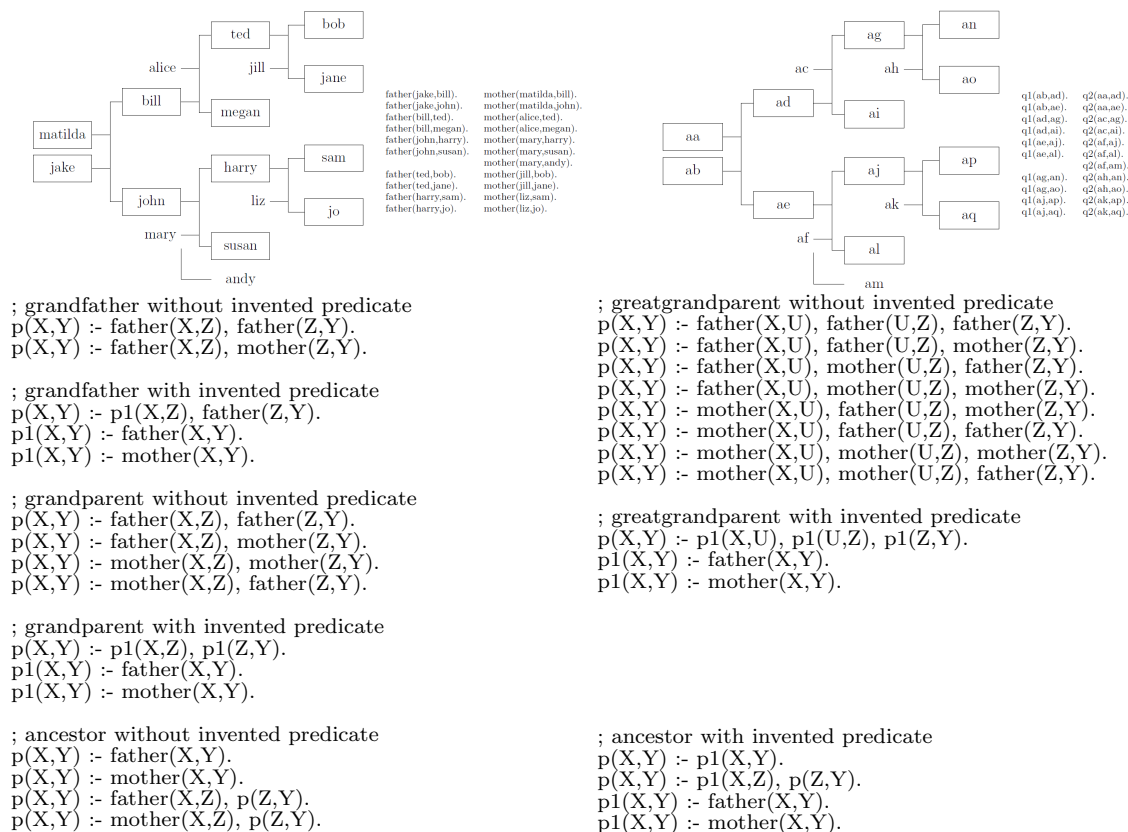 bob
ted
alice
jill
jane
bill
megan
matilda
jake
sam
harry
john
liz
jo
mary
susan
andy
father(jake,bill). mother(matilda,bill).
father(jake,john). mother(matilda,john).
father(bill,ted). mother(alice,ted).
father(bill,megan). mother(alice,megan).
father(john,harry). mother(mary,harry).
father(john,susan). mother(mary,susan).
mother(mary,andy).
father(ted,bob). mother(jill,bob).
father(ted,jane). mother(jill,jane).
father(harry,sam). mother(liz,sam).
father(harry,jo). mother(liz,jo).
an
ag
ac
ah
ao
ad
ai
aa
ab
ap
aj
ae
ak
aq
af
al
am
q1(ab,ad). q2(aa,ad).
q1(ab,ae). q2(aa,ae).
q1(ad,ag). q2(ac,ag).
q1(ad,ai). q2(ac,ai).
q1(ae,aj). q2(af,aj).
q1(ae,al). q2(af,al).
q2(af,am).
q1(ag,an). q2(ah,an).
q1(ag,ao). q2(ah,ao).
q1(aj,ap). q2(ak,ap).
q1(aj,aq). q2(ak,aq).
; grandfather without invented predicate
p(X,Y) :- father(X,Z), father(Z,Y).
p(X,Y) :- father(X,Z), mother(Z,Y).
; grandfather with invented predicate
p(X,Y) :- p1(X,Z), father(Z,Y).
p1(X,Y) :- father(X,Y).
p1(X,Y) :- mother(X,Y).
; grandparent without invented predicate
p(X,Y) :- father(X,Z), father(Z,Y).
p(X,Y) :- father(X,Z), mother(Z,Y).
p(X,Y) :- mother(X,Z), mother(Z,Y).
p(X,Y) :- mother(X,Z), father(Z,Y).
; grandparent with invented predicate
p(X,Y) :- p1(X,Z), p1(Z,Y).
p1(X,Y) :- father(X,Y).
p1(X,Y) :- mother(X,Y).
; ancestor without invented predicate
p(X,Y) :- father(X,Y).
p(X,Y) :- mother(X,Y).
p(X,Y) :- father(X,Z), p(Z,Y).
p(X,Y) :- mother(X,Z), p(Z,Y).
; greatgrandparent without invented predicate
p(X,Y) :- father(X,U), father(U,Z), father(Z,Y).
p(X,Y) :- father(X,U), father(U,Z), mother(Z,Y).
p(X,Y) :- father(X,U), mother(U,Z), father(Z,Y).
p(X,Y) :- father(X,U), mother(U,Z), mother(Z,Y).
p(X,Y) :- mother(X,U), father(U,Z), mother(Z,Y).
p(X,Y) :- mother(X,U), father(U,Z), father(Z,Y).
p(X,Y) :- mother(X,U), mother(U,Z), mother(Z,Y).
p(X,Y) :- mother(X,U), mother(U,Z), father(Z,Y).
; greatgrandparent with invented predicate
p(X,Y) :- p1(X,U), p1(U,Z), p1(Z,Y).
p1(X,Y) :- father(X,Y).
p1(X,Y) :- mother(X,Y).
; ancestor with invented predicate
p(X,Y) :- p1(X,Y).
p(X,Y) :- p1(X,Z), p(Z,Y).
p1(X,Y) :- father(X,Y).
p1(X,Y) :- mother(X,Y).